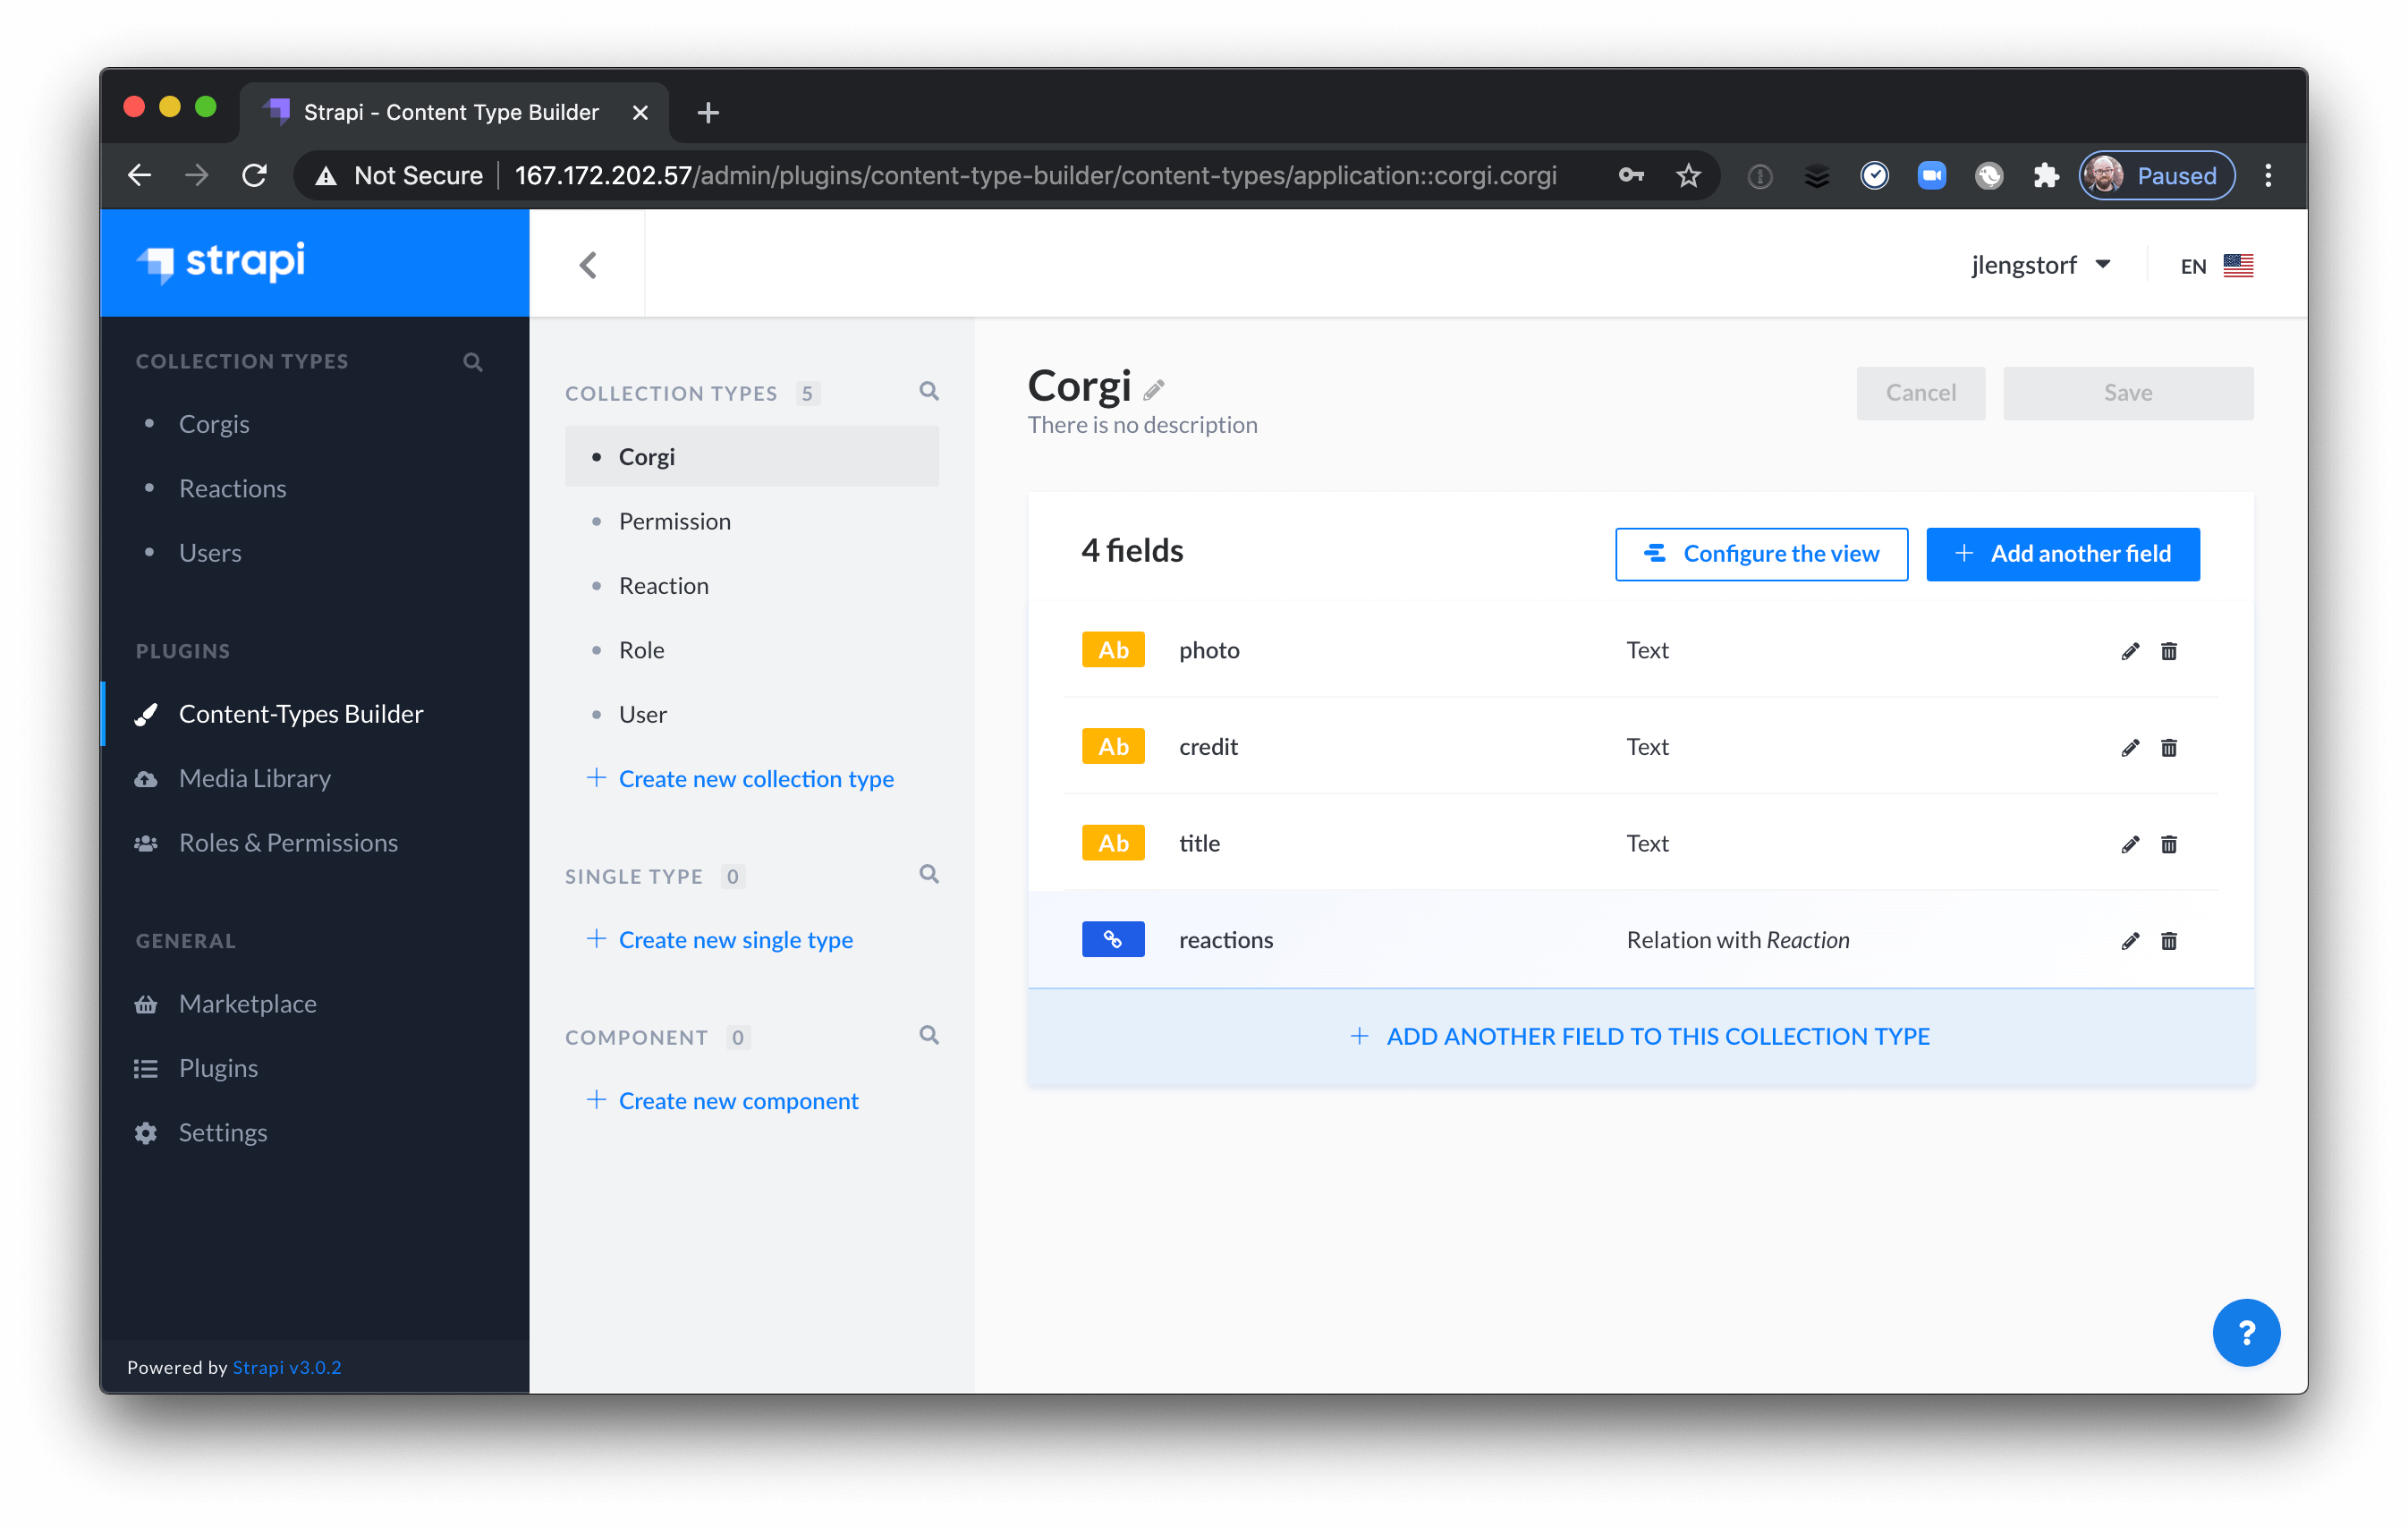 Strapi - Content Type Builder
Not Secure 167.172.202.57/admin/plugins/content-type-builder/content-types/application::corgi.corgi
Paused
strapi
jlengstorf
EN
COLLECTION TYPES
Corgis
Reactions
Users
PLUGINS
Content-Types Builder
Media Library
Roles & Permissions
GENERAL
Marketplace
Plugins
Settings
Powered by Strapi v3.0.2
COLLECTION TYPES 5
Corgi
Permission
Reaction
Role
User
+ Create new collection type
SINGLE TYPE 0
+ Create new single type
COMPONENT 0
+ Create new component
Corgi
There is no description
Cancel
Save
4 fields
Configure the view
+ Add another field
Ab photo Text
Ab credit Text
Ab title Text
reactions Relation with Reaction
+ ADD ANOTHER FIELD TO THIS COLLECTION TYPE
?